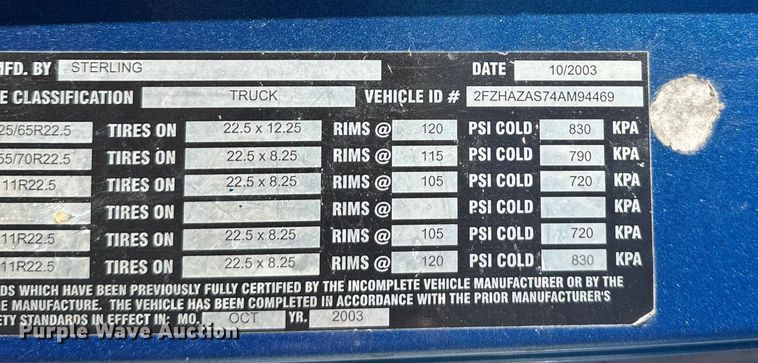 MFD. BY STERLING DATE 10/2003
E CLASSIFICATION TRUCK VEHICLE ID # 2FZHAZAS74AM94469
25/65R22.5 TIRES ON 22.5 x 12.25 RIMS @ 120 PSI COLD 830 KPA
55/70R22.5 TIRES ON 22.5 x 8.25 RIMS @ 115 PSI COLD 790 KPA
11R22.5 TIRES ON 22.5 x 8.25 RIMS @ 105 PSI COLD 720 KPA
TIRES ON 22.5 x 8.25 RIMS @ PSI COLD KPA
11R22.5 TIRES ON 22.5 x 8.25 RIMS @ 105 PSI COLD 720 KPA
11R22.5 TIRES ON 22.5 x 8.25 RIMS @ 120 PSI COLD 830 KPA
DS WHICH HAVE BEEN PREVIOUSLY FULLY CERTIFIED BY THE INCOMPLETE VEHICLE MANUFACTURER OR BY THE
E MANUFACTURE. THE VEHICLE HAS BEEN COMPLETED IN ACCORDANCE WITH THE PRIOR MANUFACTURER'S
ETY STANDARDS IN EFFECT IN: MO. OCT YR. 2003
Purple Wave Auction